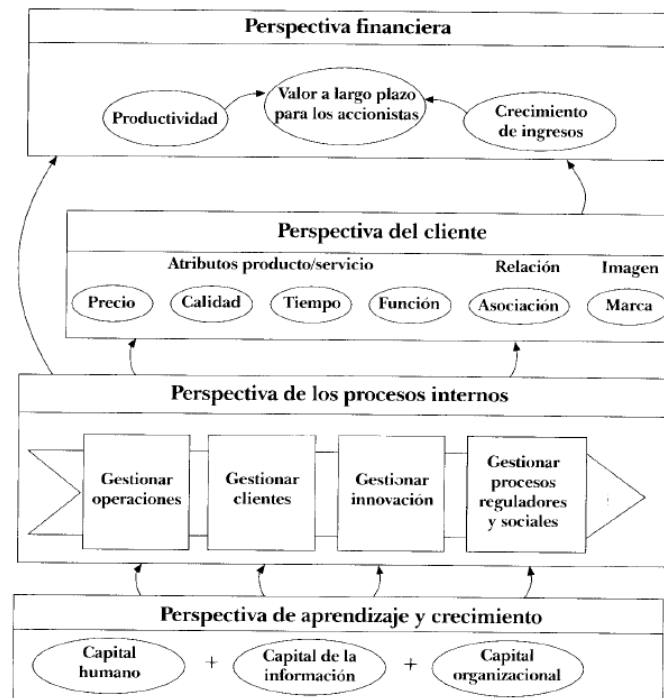 Perspectiva financiera
Productividad
Valor a largo plazo
para los accionistas
Crecimiento
de ingresos
Perspectiva del cliente
Atributos producto/servicio
Relación
Imagen
Precio
Calidad
Tiempo
Función
Asociación
Marca
Perspectiva de los procesos internos
Gestionar
operaciones
Gestionar
clientes
Gestionar
innovación
Gestionar
procesos
reguladores
y sociales
Perspectiva de aprendizaje y crecimiento
Capital
humano
+
Capital de la
información
+
Capital
organizacional